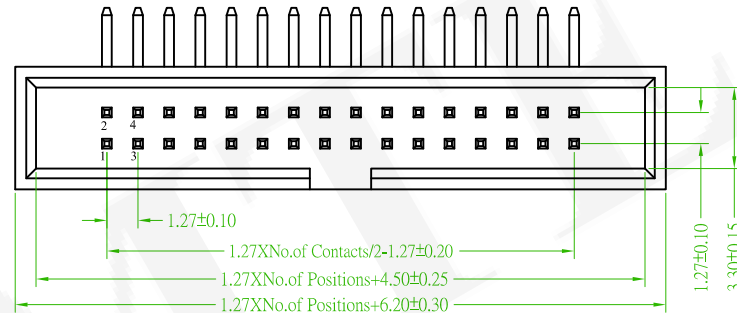 2 4
1 3
1.27±0.10
1.27XNo.of Contacts/2-1.27±0.20
1.27XNo.of Positions+4.50±0.25
1.27XNo.of Positions+6.20±0.30
1.27±0.10
3.30±0.15